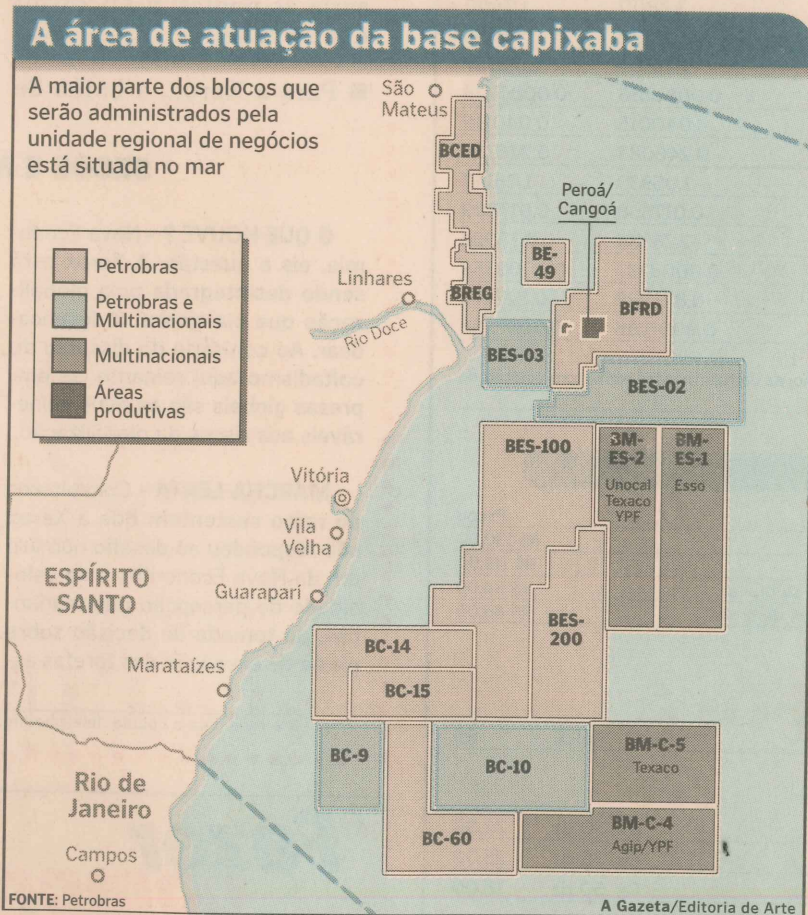 A área de atuação da base capixaba
A maior parte dos blocos que
serão administrados pela
unidade regional de negócios
está situada no mar
Petrobras
Petrobras e
Multinacionais
Multinacionais
Áreas
produtivas
São
Mateus
BCED
Peroá/
Cangoá
BE-
49
Linhares
BREG
BFRD
Rio Doce
BES-03
BES-02
BES-100
BM-
ES-2
Unocal
Texaco
YPF
BM-
ES-1
Esso
Vitória
Vila
Velha
ESPÍRITO
SANTO
Guarapari
BES-
200
BC-14
Marataízes
BC-15
BC-9
BC-10
BM-C-5
Texaco
Rio de
Janeiro
BM-C-4
Agip/YPF
BC-60
Campos
FONTE: Petrobras
A Gazeta/Editoria de Arte